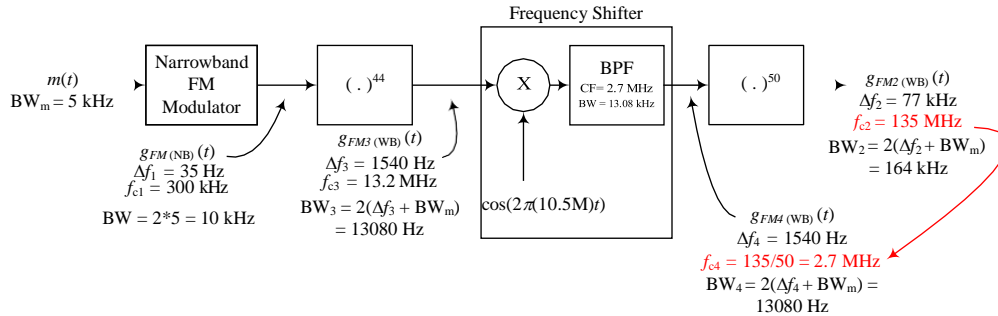 Frequency Shifter
m(t)
BWm = 5 kHz
Narrowband
FM
Modulator
( . )^44
X
BPF
CF= 2.7 MHz
BW = 13.08 kHz
( . )^50
gFM2 (WB) (t)
Δf2 = 77 kHz
fc2 = 135 MHz
BW2 = 2(Δf2 + BWm)
= 164 kHz
gFM (NB) (t)
Δf1 = 35 Hz
fc1 = 300 kHz
BW = 2*5 = 10 kHz
gFM3 (WB) (t)
Δf3 = 1540 Hz
fc3 = 13.2 MHz
BW3 = 2(Δf3 + BWm)
= 13080 Hz
cos(2π(10.5M)t)
gFM4 (WB) (t)
Δf4 = 1540 Hz
fc4 = 135/50 = 2.7 MHz
BW4 = 2(Δf4 + BWm) =
13080 Hz